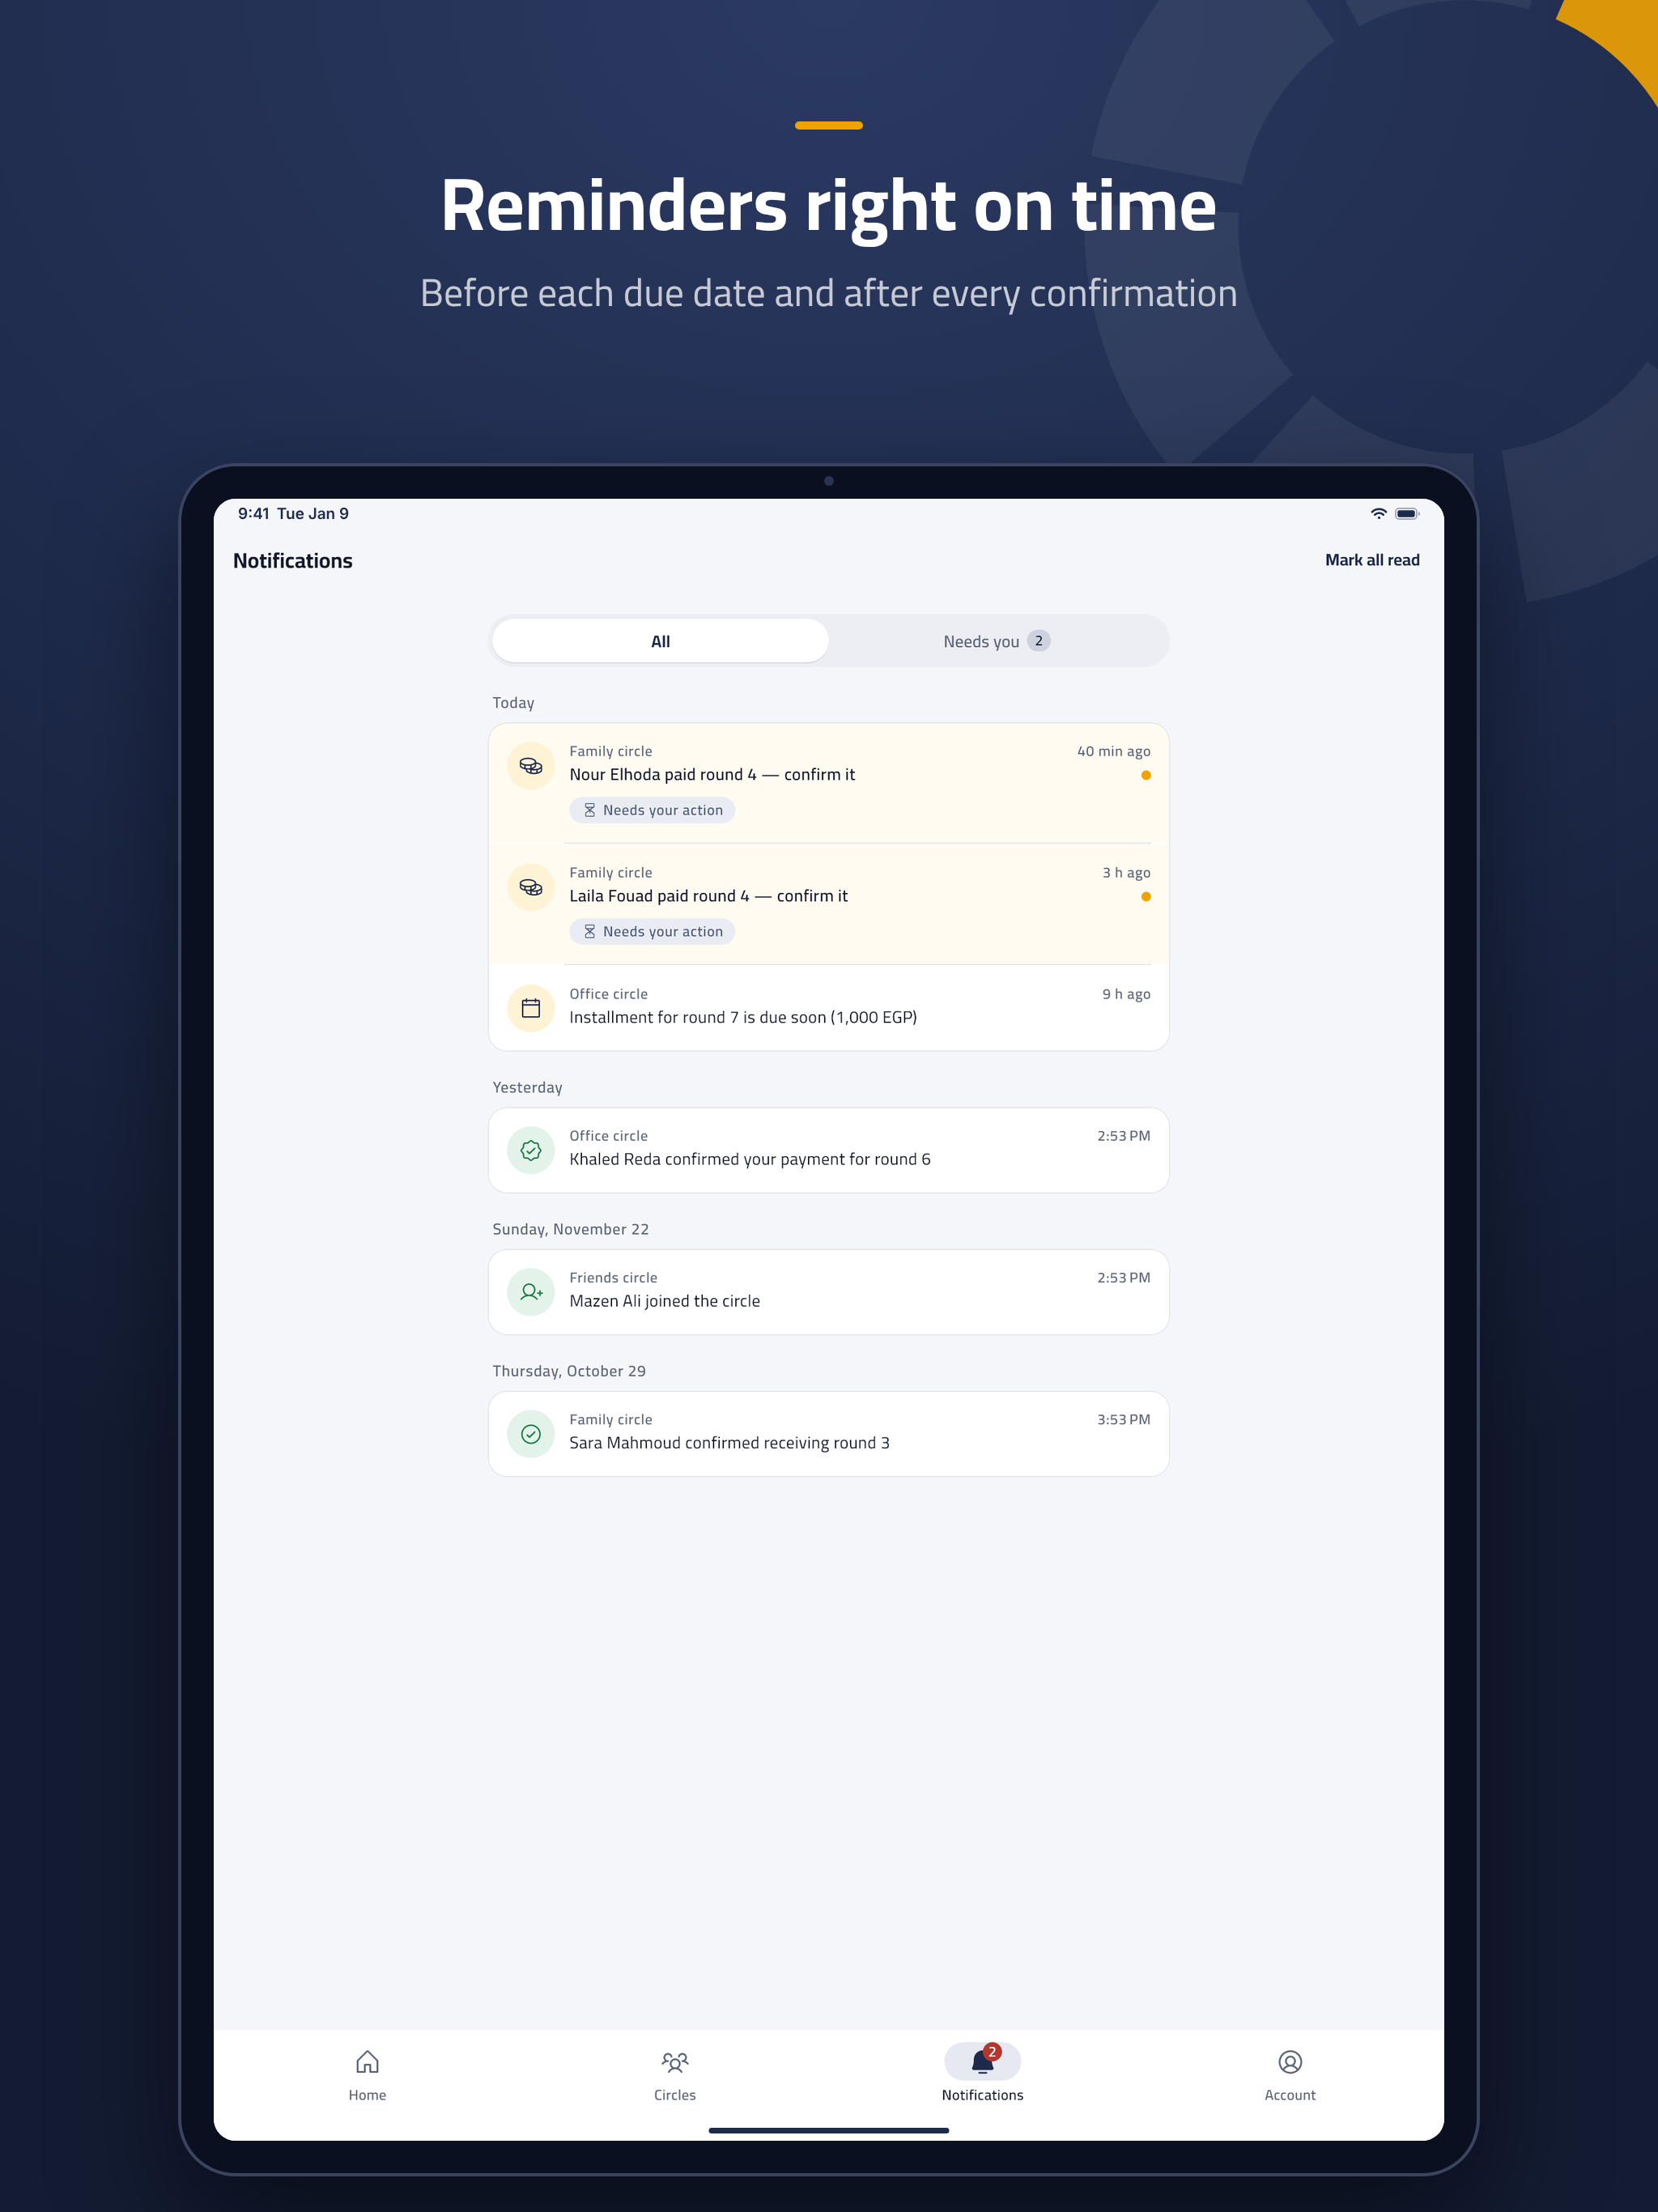 Reminders right on time
Before each due date and after every confirmation
9:41 Tue Jan 9
Notifications
Mark all read
All
Needs you 2
Today
Family circle
40 min ago
Nour Elhoda paid round 4 — confirm it
Needs your action
Family circle
3 h ago
Laila Fouad paid round 4 — confirm it
Needs your action
Office circle
9 h ago
Installment for round 7 is due soon (1,000 EGP)
Yesterday
Office circle
2:53 PM
Khaled Reda confirmed your payment for round 6
Sunday, November 22
Friends circle
2:53 PM
Mazen Ali joined the circle
Thursday, October 29
Family circle
3:53 PM
Sara Mahmoud confirmed receiving round 3
2
Home
Circles
Notifications
Account